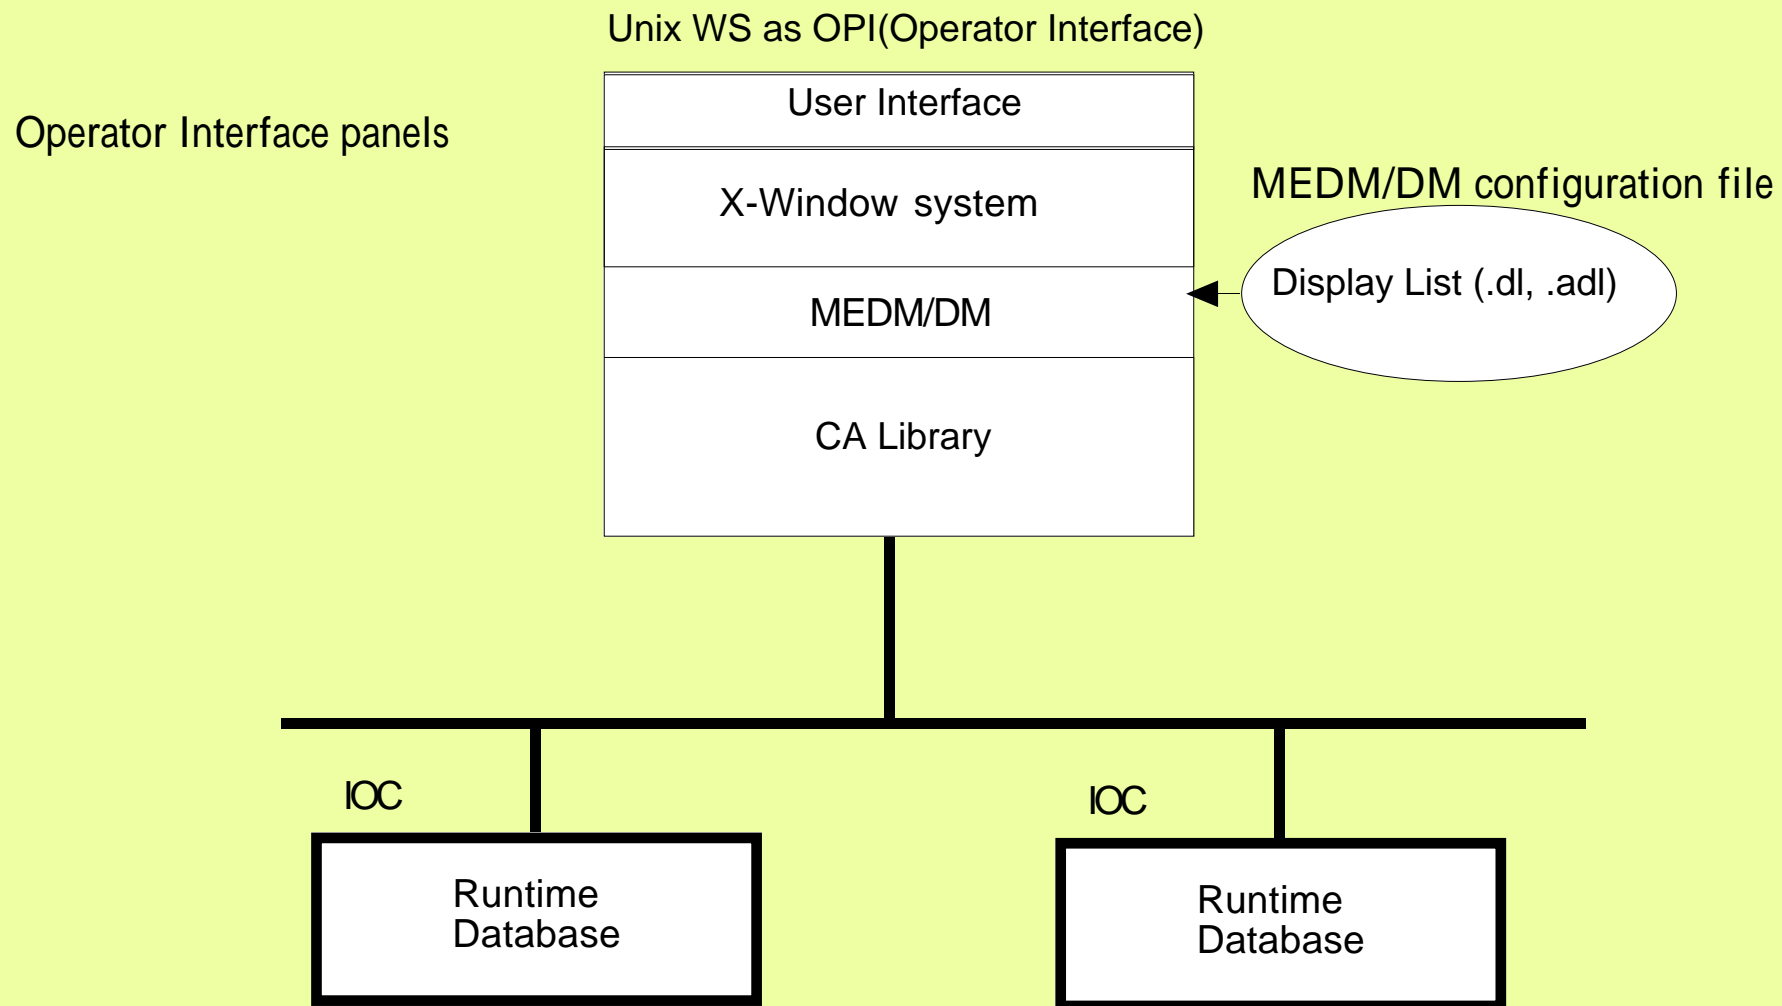 Unix WS as OPI(Operator Interface)
User Interface
Operator Interface panels
X-Window system
MEDM/DM configuration file
Display List (.dl, .adl)
MEDM/DM
CA Library
IOC
IOC
Runtime
Database
Runtime
Database